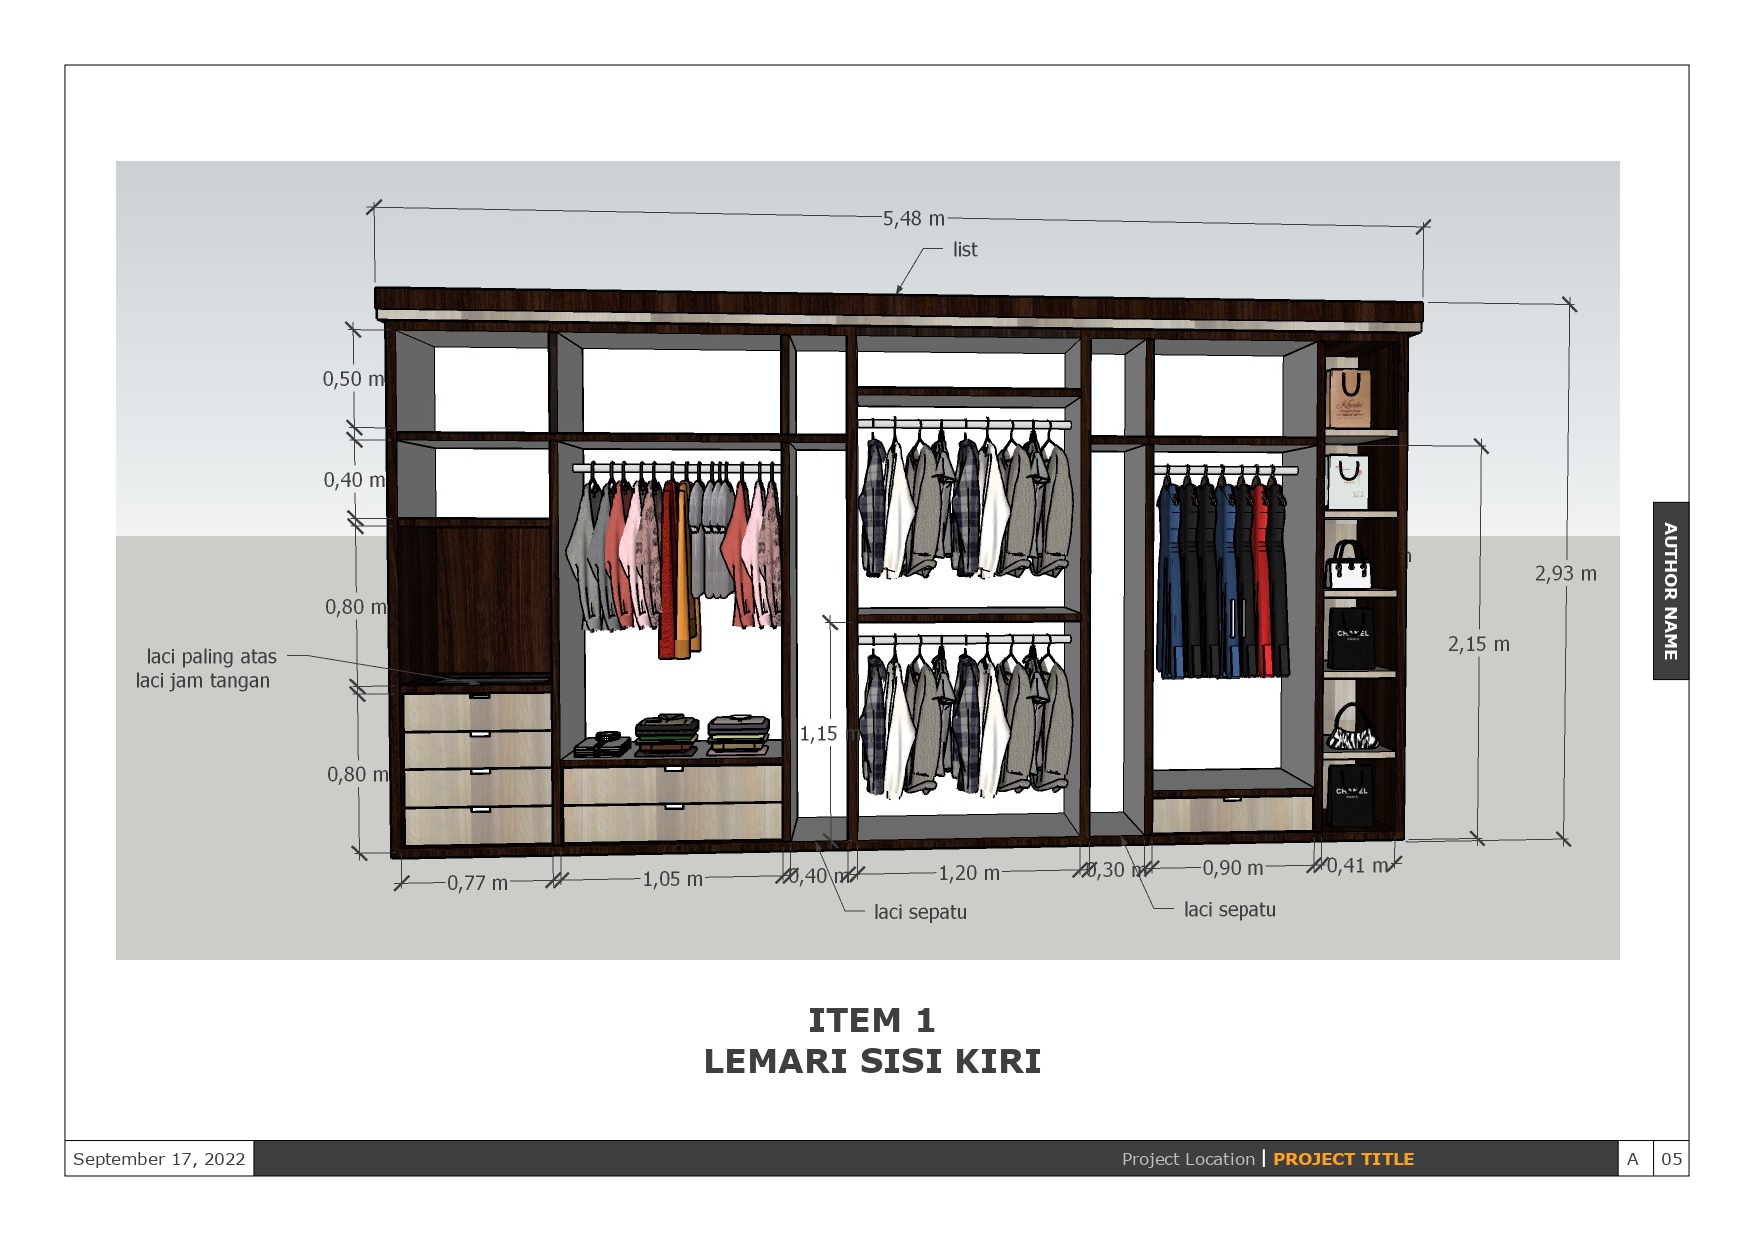 5,48 m
list
0,50 m
0,40 m
0,80 m
laci paling atas
laci jam tangan
0,80 m
1,15 m
2,15 m
2,93 m
CHANEL
PARIS
CHANEL
PARIS
0,77 m
1,05 m
0,40 m
1,20 m
0,30 m
0,90 m
0,41 m
laci sepatu
laci sepatu
AUTHOR NAME
ITEM 1
LEMARI SISI KIRI
September 17, 2022
Project Location | PROJECT TITLE
A
05